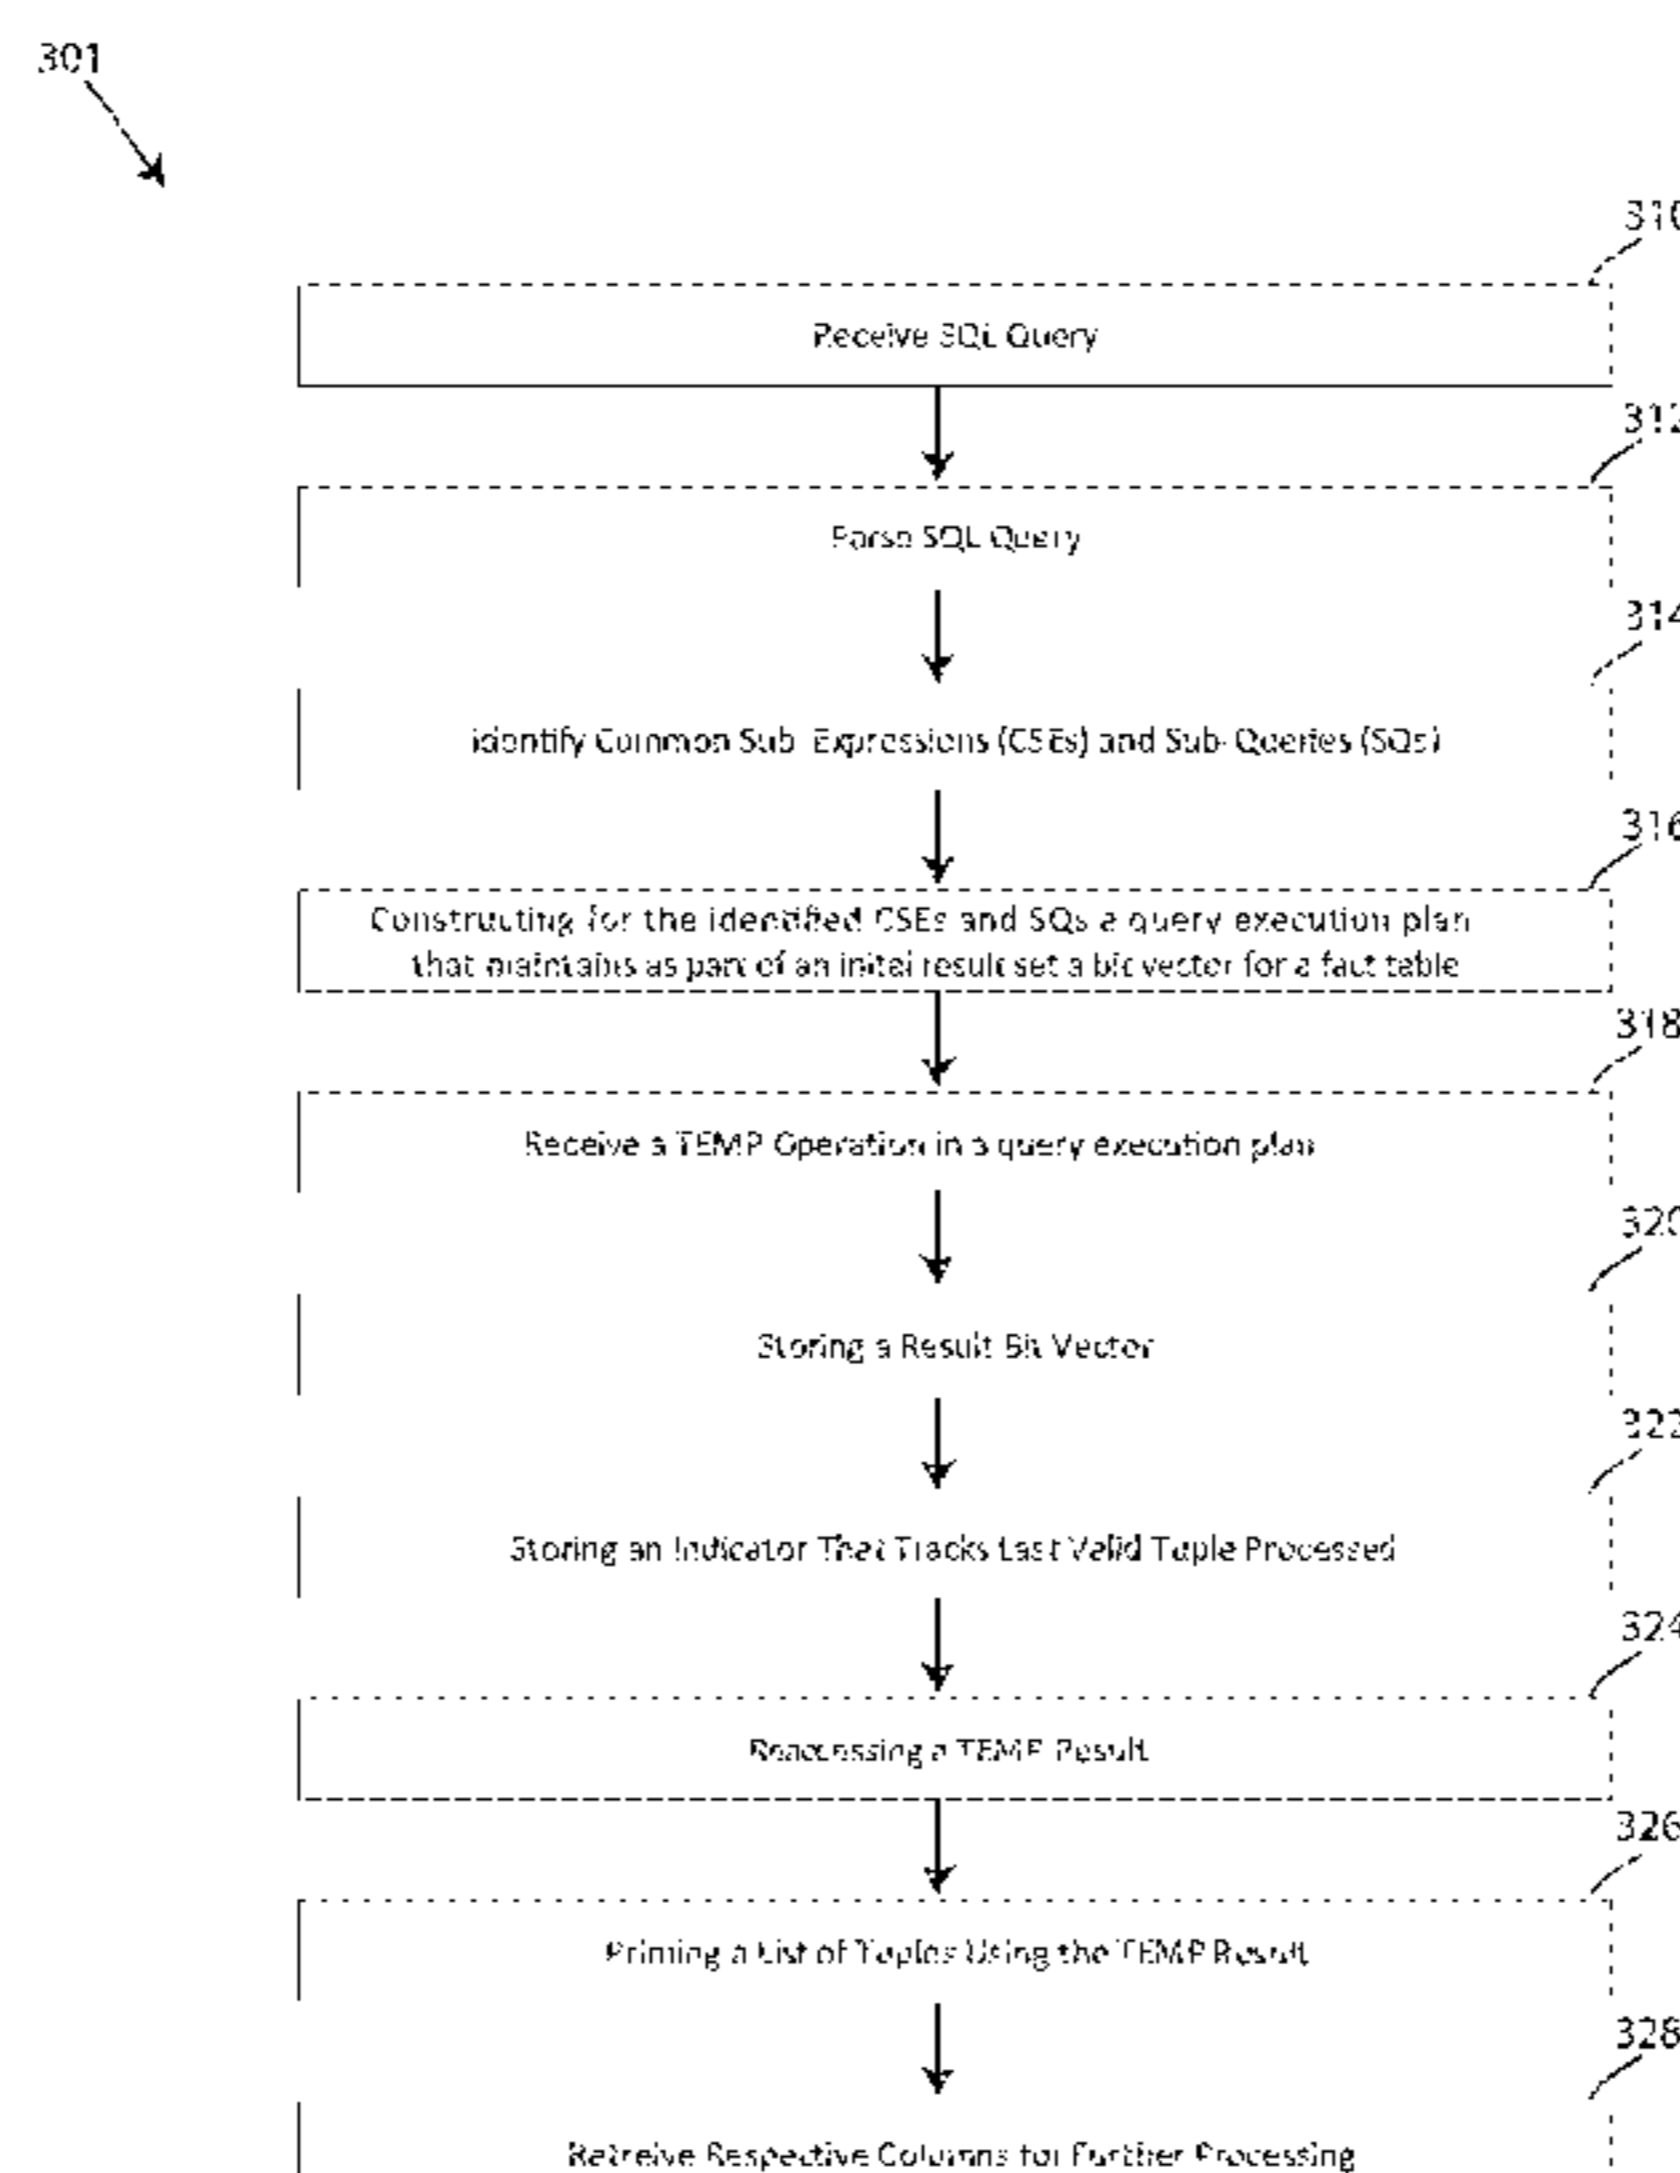 301
310
Receive SQL Query
312
Parse SQL Query
314
Identify Common Sub-Expressions (CSEs) and Sub-Queries (SQs)
316
Constructing for the identified CSEs and SQs a query execution plan
that maintains as part of an inital result set a bit vector for a fact table
318
Receive a TEMP Operation in a query execution plan
320
Storing a Result Bit Vector
322
Storing an Indicator That Tracks Last Valid Tuple Processed
324
Reaccessing a TEMP Result
326
Priming a List of Tuples Using the TEMP Result
328
Retreive Respective Columns for Further Processing